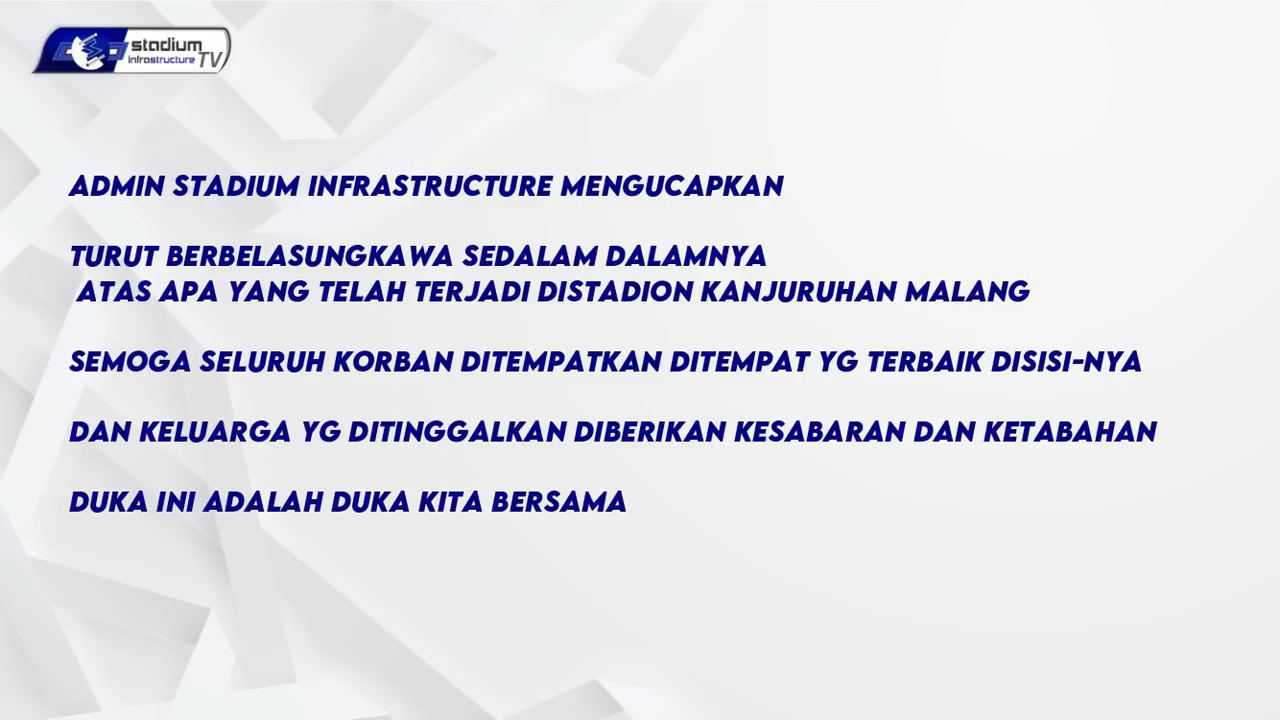 stadium
infrastructure TV
ADMIN STADIUM INFRASTRUCTURE MENGUCAPKAN
TURUT BERBELASUNGKAWA SEDALAM DALAMNYA
ATAS APA YANG TELAH TERJADI DISTADION KANJURUHAN MALANG
SEMOGA SELURUH KORBAN DITEMPATKAN DITEMPAT YG TERBAIK DISISI-NYA
DAN KELUARGA YG DITINGGALKAN DIBERIKAN KESABARAN DAN KETABAHAN
DUKA INI ADALAH DUKA KITA BERSAMA